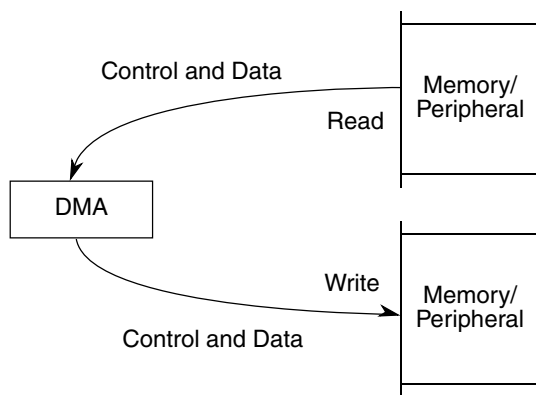 Control and Data
Memory/
Peripheral
Read
DMA
Write
Memory/
Peripheral
Control and Data